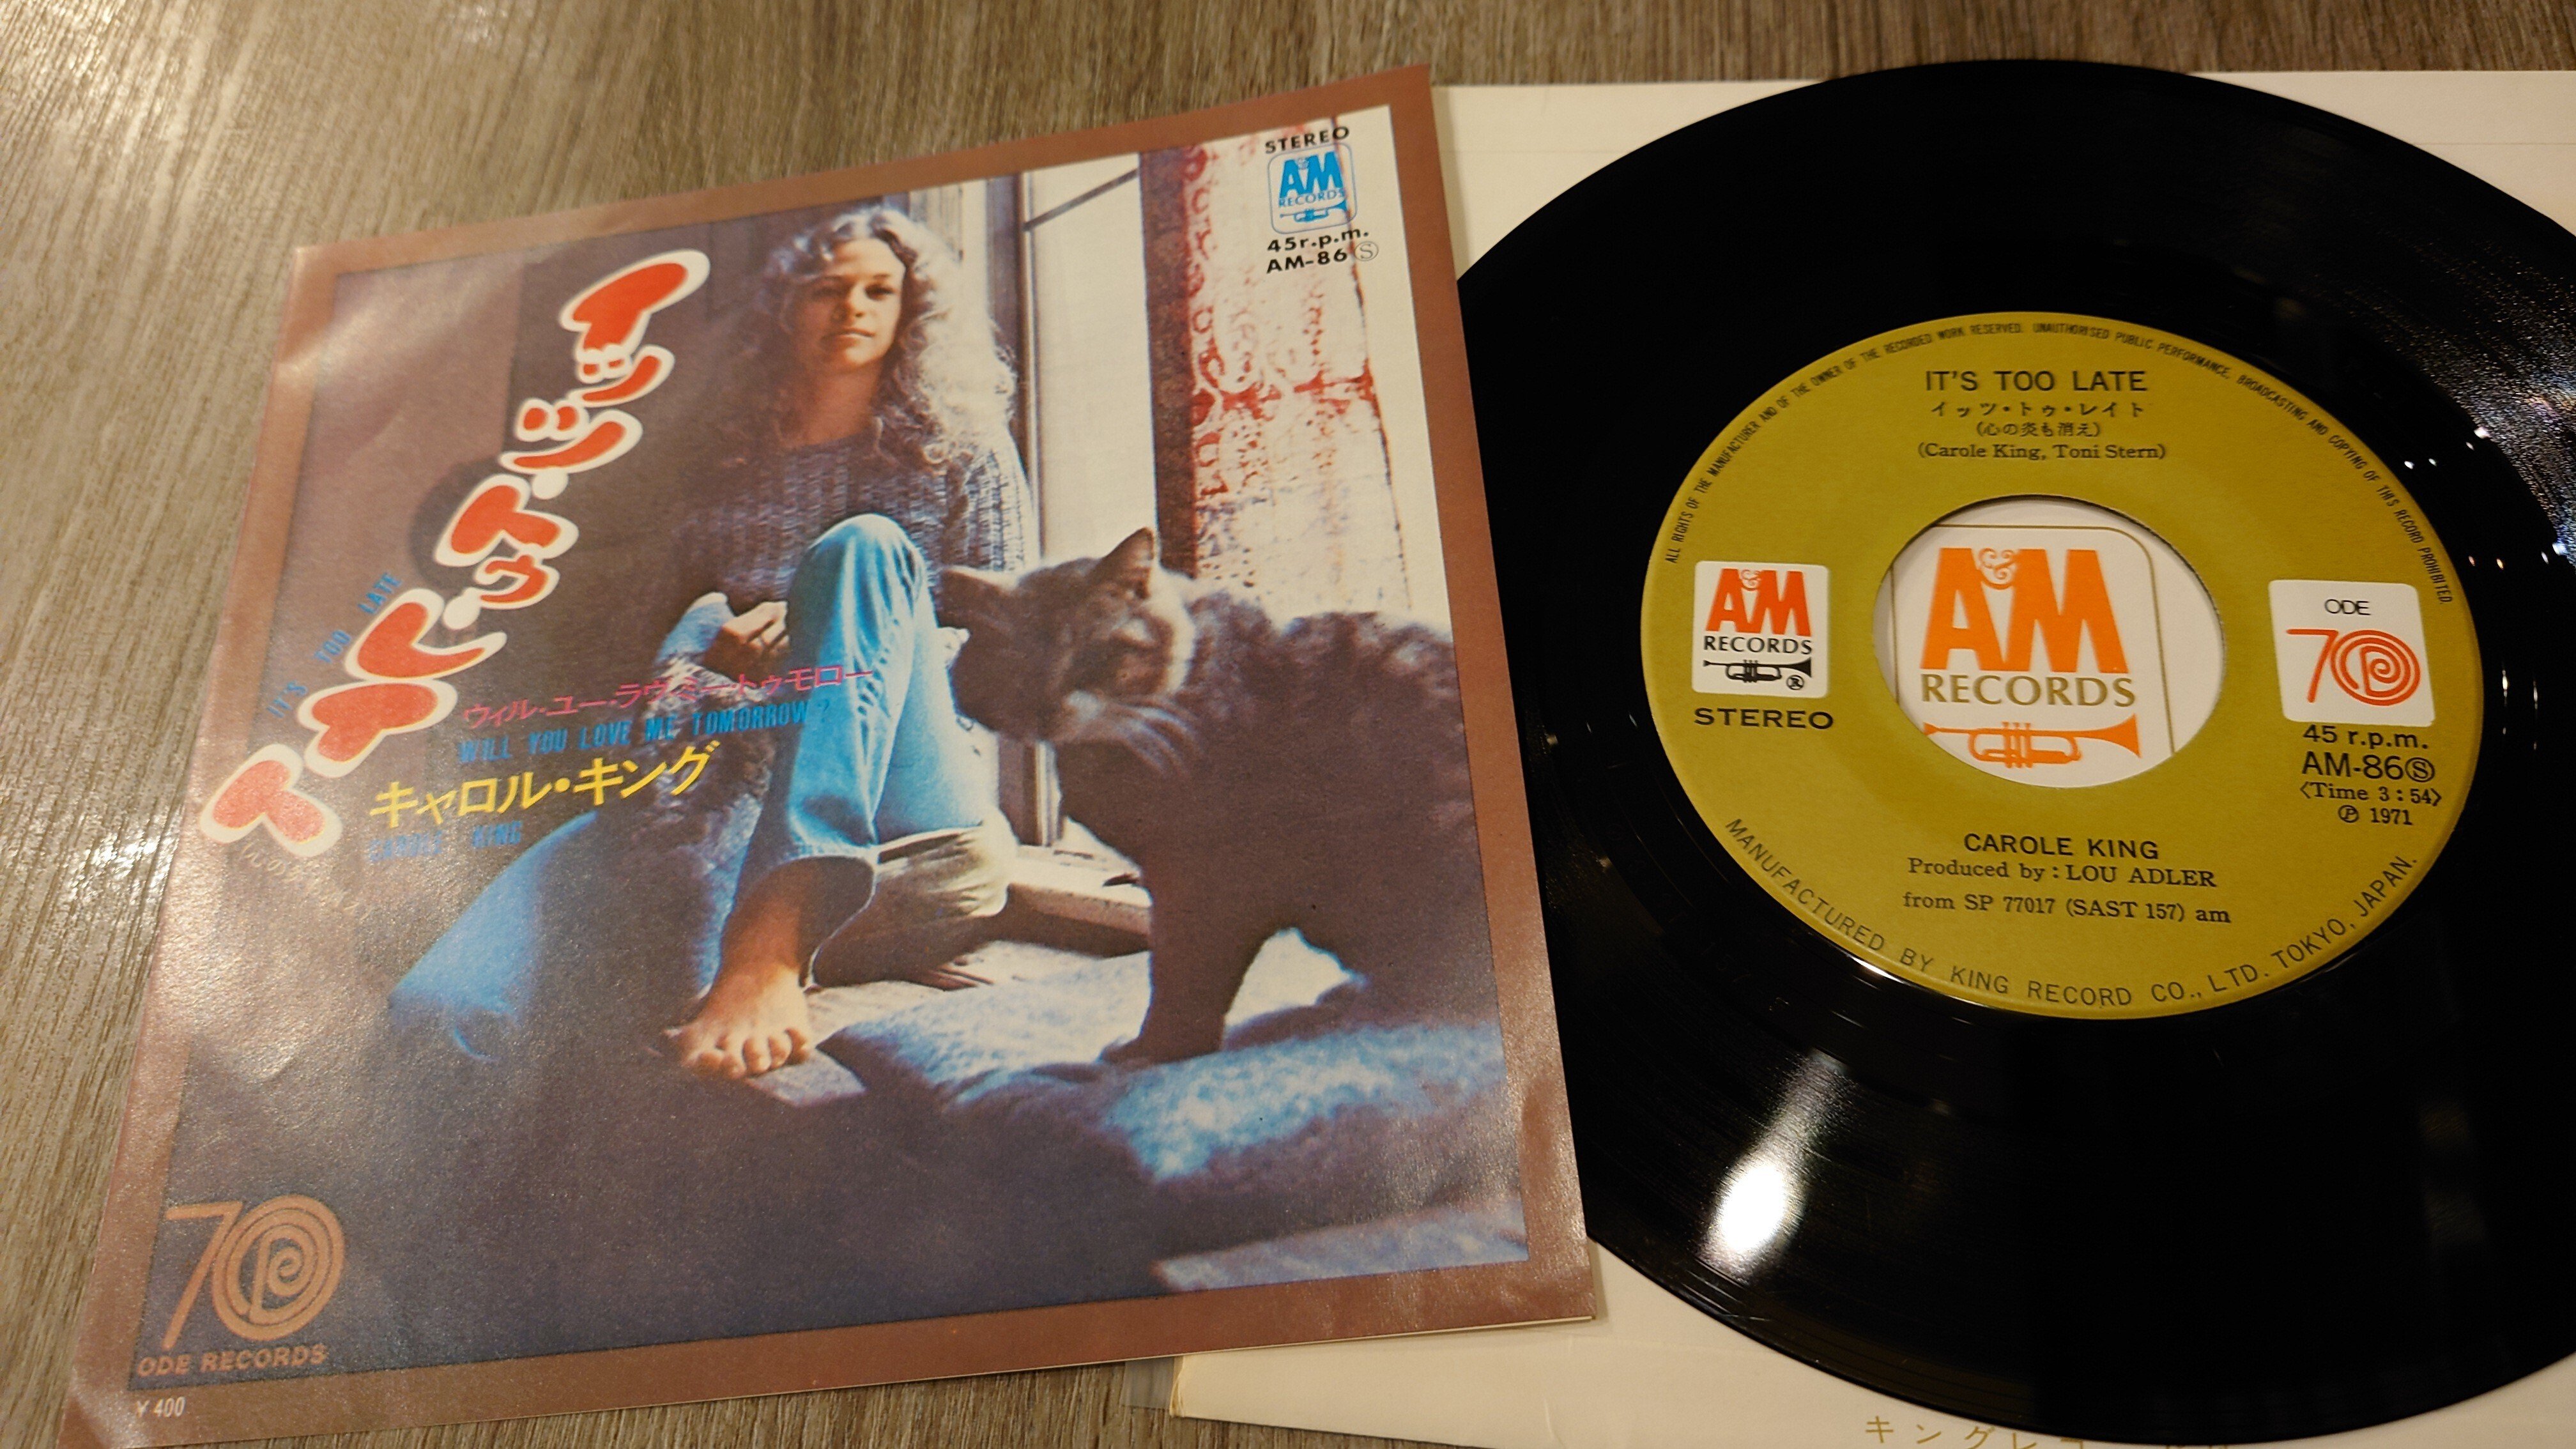 STEREO
A&M
RECORDS
45r.p.m.
AM-86Ⓢ
イッツ・トゥ・レイト
IT'S TOO LATE
ウィル・ユー・ラヴ・ミー・トゥモロー
WILL YOU LOVE ME TOMORROW?
キャロル・キング
CAROLE KING
70
ODE RECORDS
¥400
ALL RIGHTS OF THE MANUFACTURER AND OF THE OWNER OF THE RECORDED WORK RESERVED. UNAUTHORISED PUBLIC PERFORMANCE, BROADCASTING AND COPYING OF THIS RECORD PROHIBITED.
IT'S TOO LATE
イッツ・トゥ・レイト
(心の炎も消え)
(Carole King, Toni Stern)
A&M
RECORDS
®
STEREO
A&M
RECORDS
ODE
70
45 r.p.m.
AM-86Ⓢ
〈Time 3:54〉
Ⓟ 1971
CAROLE KING
Produced by: LOU ADLER
from SP 77017 (SAST 157) am
MANUFACTURED BY KING RECORD CO., LTD. TOKYO, JAPAN.
キングレコ